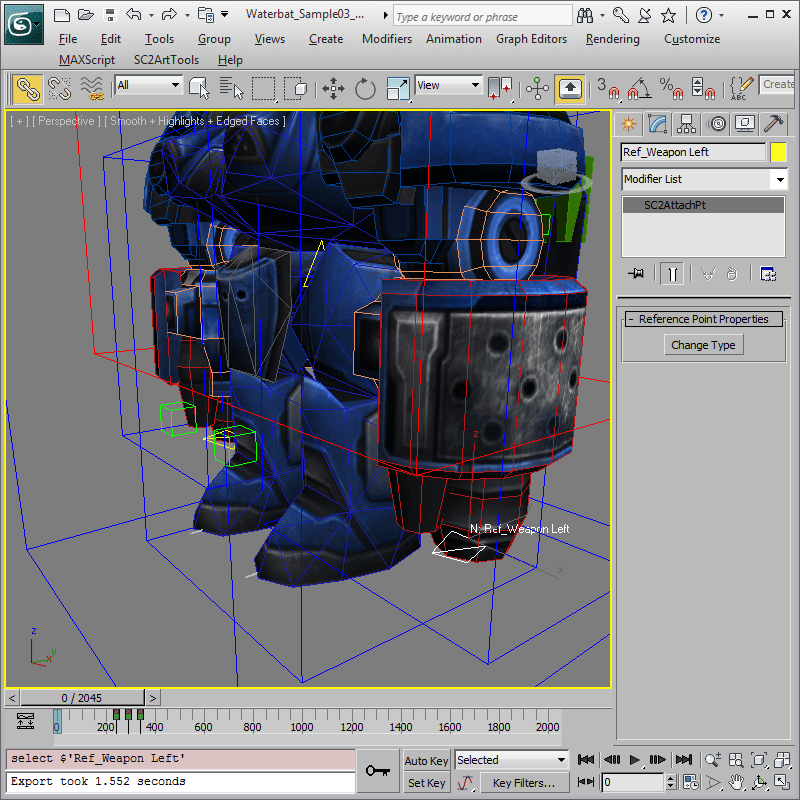 Waterbat_Sample03_...
Type a keyword or phrase
File Edit Tools Group Views Create Modifiers Animation Graph Editors Rendering Customize
MAXScript SC2ArtTools Help
All
View
3
%
ABC
Create
[ + ] [ Perspective ] [ Smooth + Highlights + Edged Faces ]
Ref_Weapon Left
Modifier List
SC2AttachPt
- Reference Point Properties
Change Type
N: Ref_Weapon Left
z
x
z
x
y
< 0 / 2045 >
0 200 400 600 800 1000 1200 1400 1600 1800 2000
select $'Ref_Weapon Left'
Export took 1.552 seconds
Auto Key
Selected
Set Key
Key Filters...
0